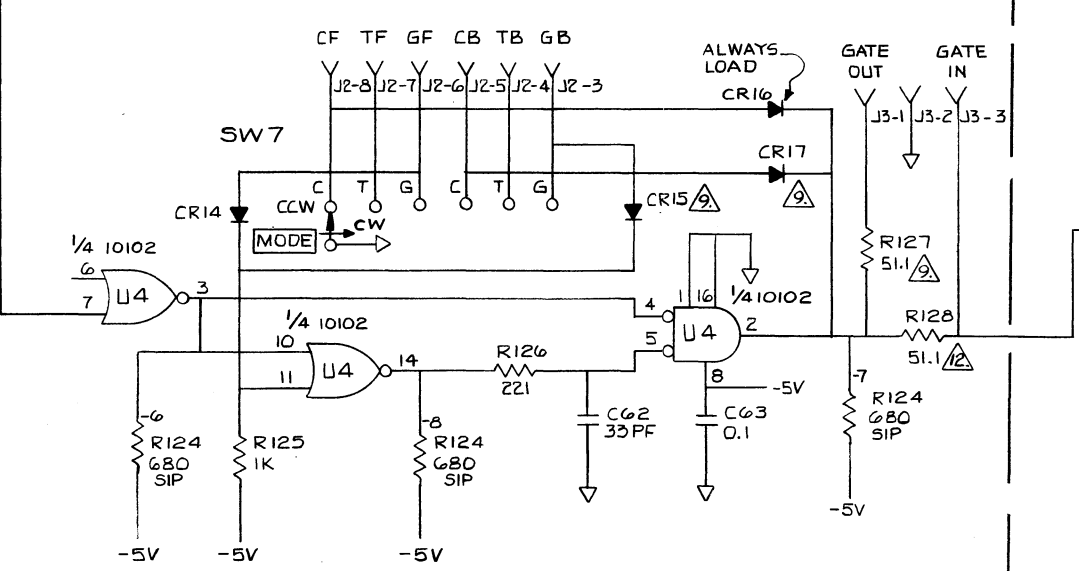 CF TF GF CB TB GB
J2-8 J2-7 J2-6 J2-5 J2-4 J2-3
ALWAYS
LOAD
CR16
GATE
OUT
GATE
IN
J3-1 J3-2 J3-3
SW7
CR17
9.
C T G C T G
CCW
CW
MODE
CR14
CR15 9.
1/4 10102
6
7
U4
3
1/4 10102
10
11
U4
14
R126
221
4
5
1 16
1/4 10102
U4
2
8
-5V
R127
51.1 9.
R128
51.1 12.
-6
R124
680
SIP
-5V
R125
1K
-5V
-8
R124
680
SIP
-5V
C62
33PF
C63
0.1
-7
R124
680
SIP
-5V